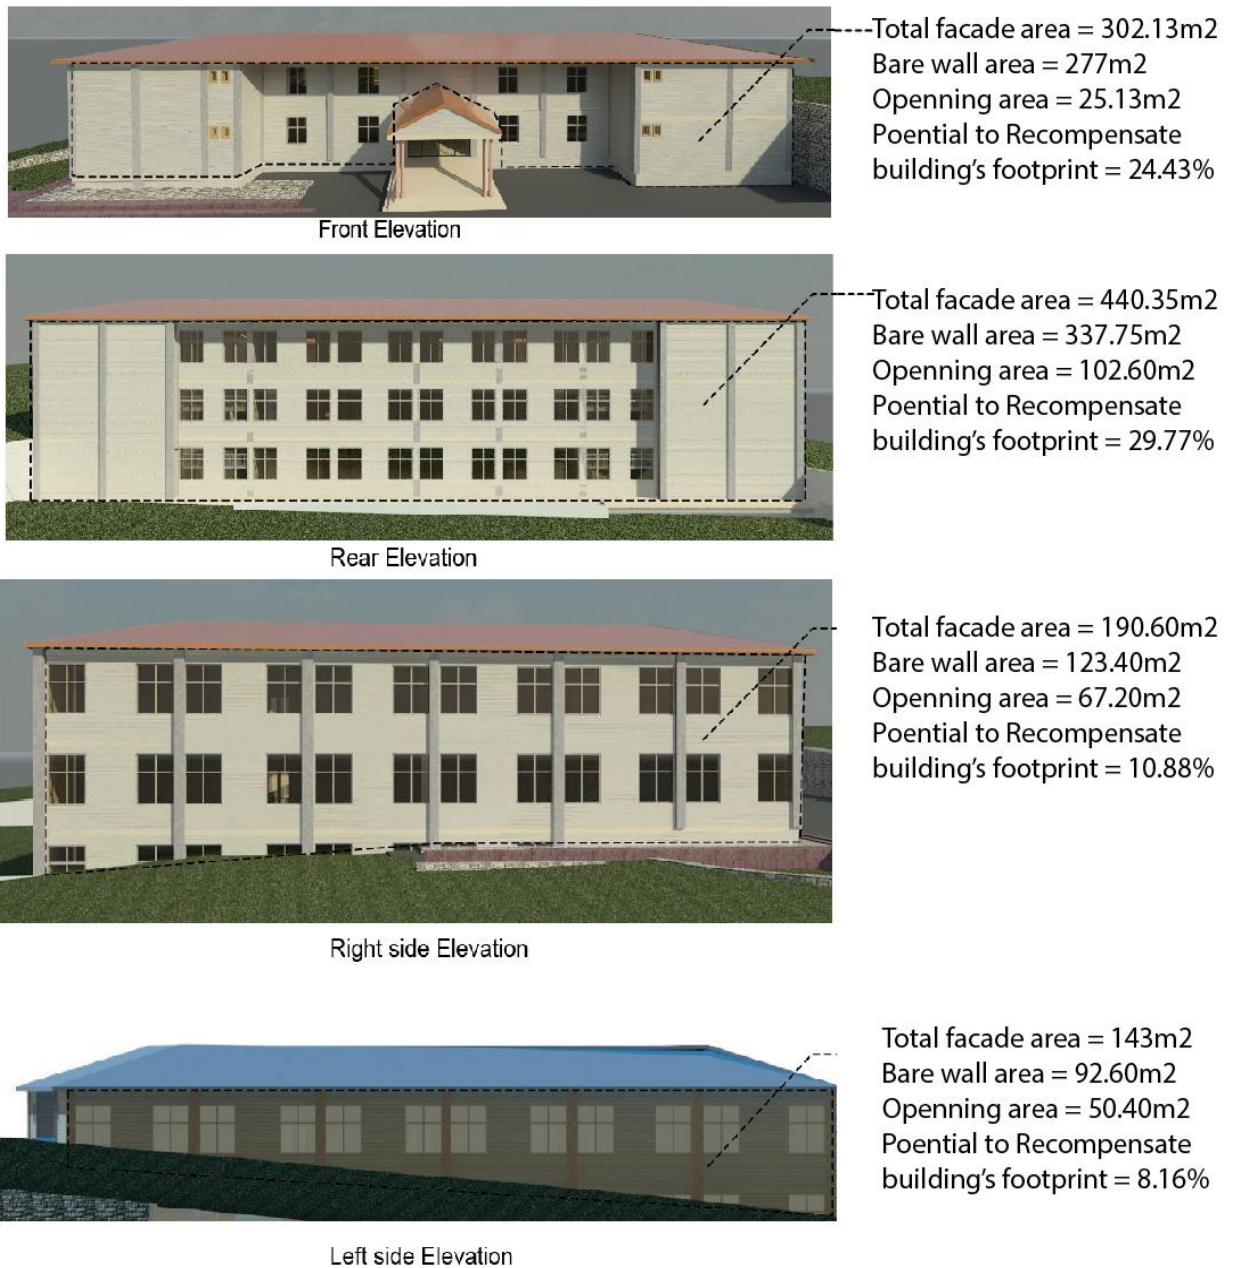 Total facade area = 302.13m2
Bare wall area = 277m2
Openning area = 25.13m2
Poential to Recompensate
building's footprint = 24.43%
Front Elevation
Total facade area = 440.35m2
Bare wall area = 337.75m2
Openning area = 102.60m2
Poential to Recompensate
building's footprint = 29.77%
Rear Elevation
Total facade area = 190.60m2
Bare wall area = 123.40m2
Openning area = 67.20m2
Poential to Recompensate
building's footprint = 10.88%
Right side Elevation
Total facade area = 143m2
Bare wall area = 92.60m2
Openning area = 50.40m2
Poential to Recompensate
building's footprint = 8.16%
Left side Elevation